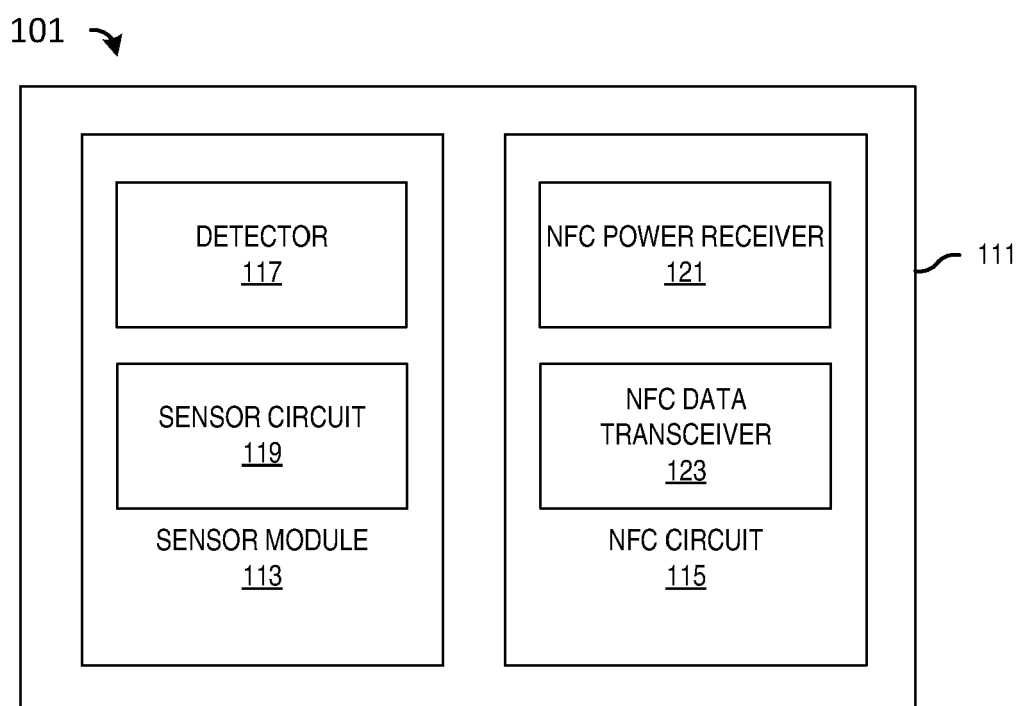 101
DETECTOR
117
SENSOR CIRCUIT
119
SENSOR MODULE
113
NFC POWER RECEIVER
121
NFC DATA
TRANSCEIVER
123
NFC CIRCUIT
115
111